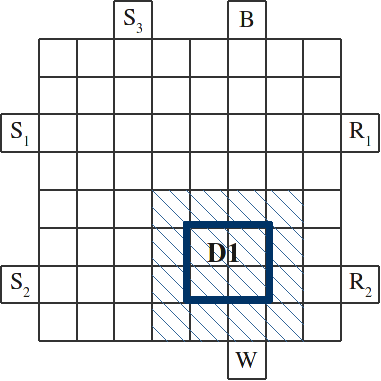 S₃ B
S₁ R₁
D1
S₂ R₂
W